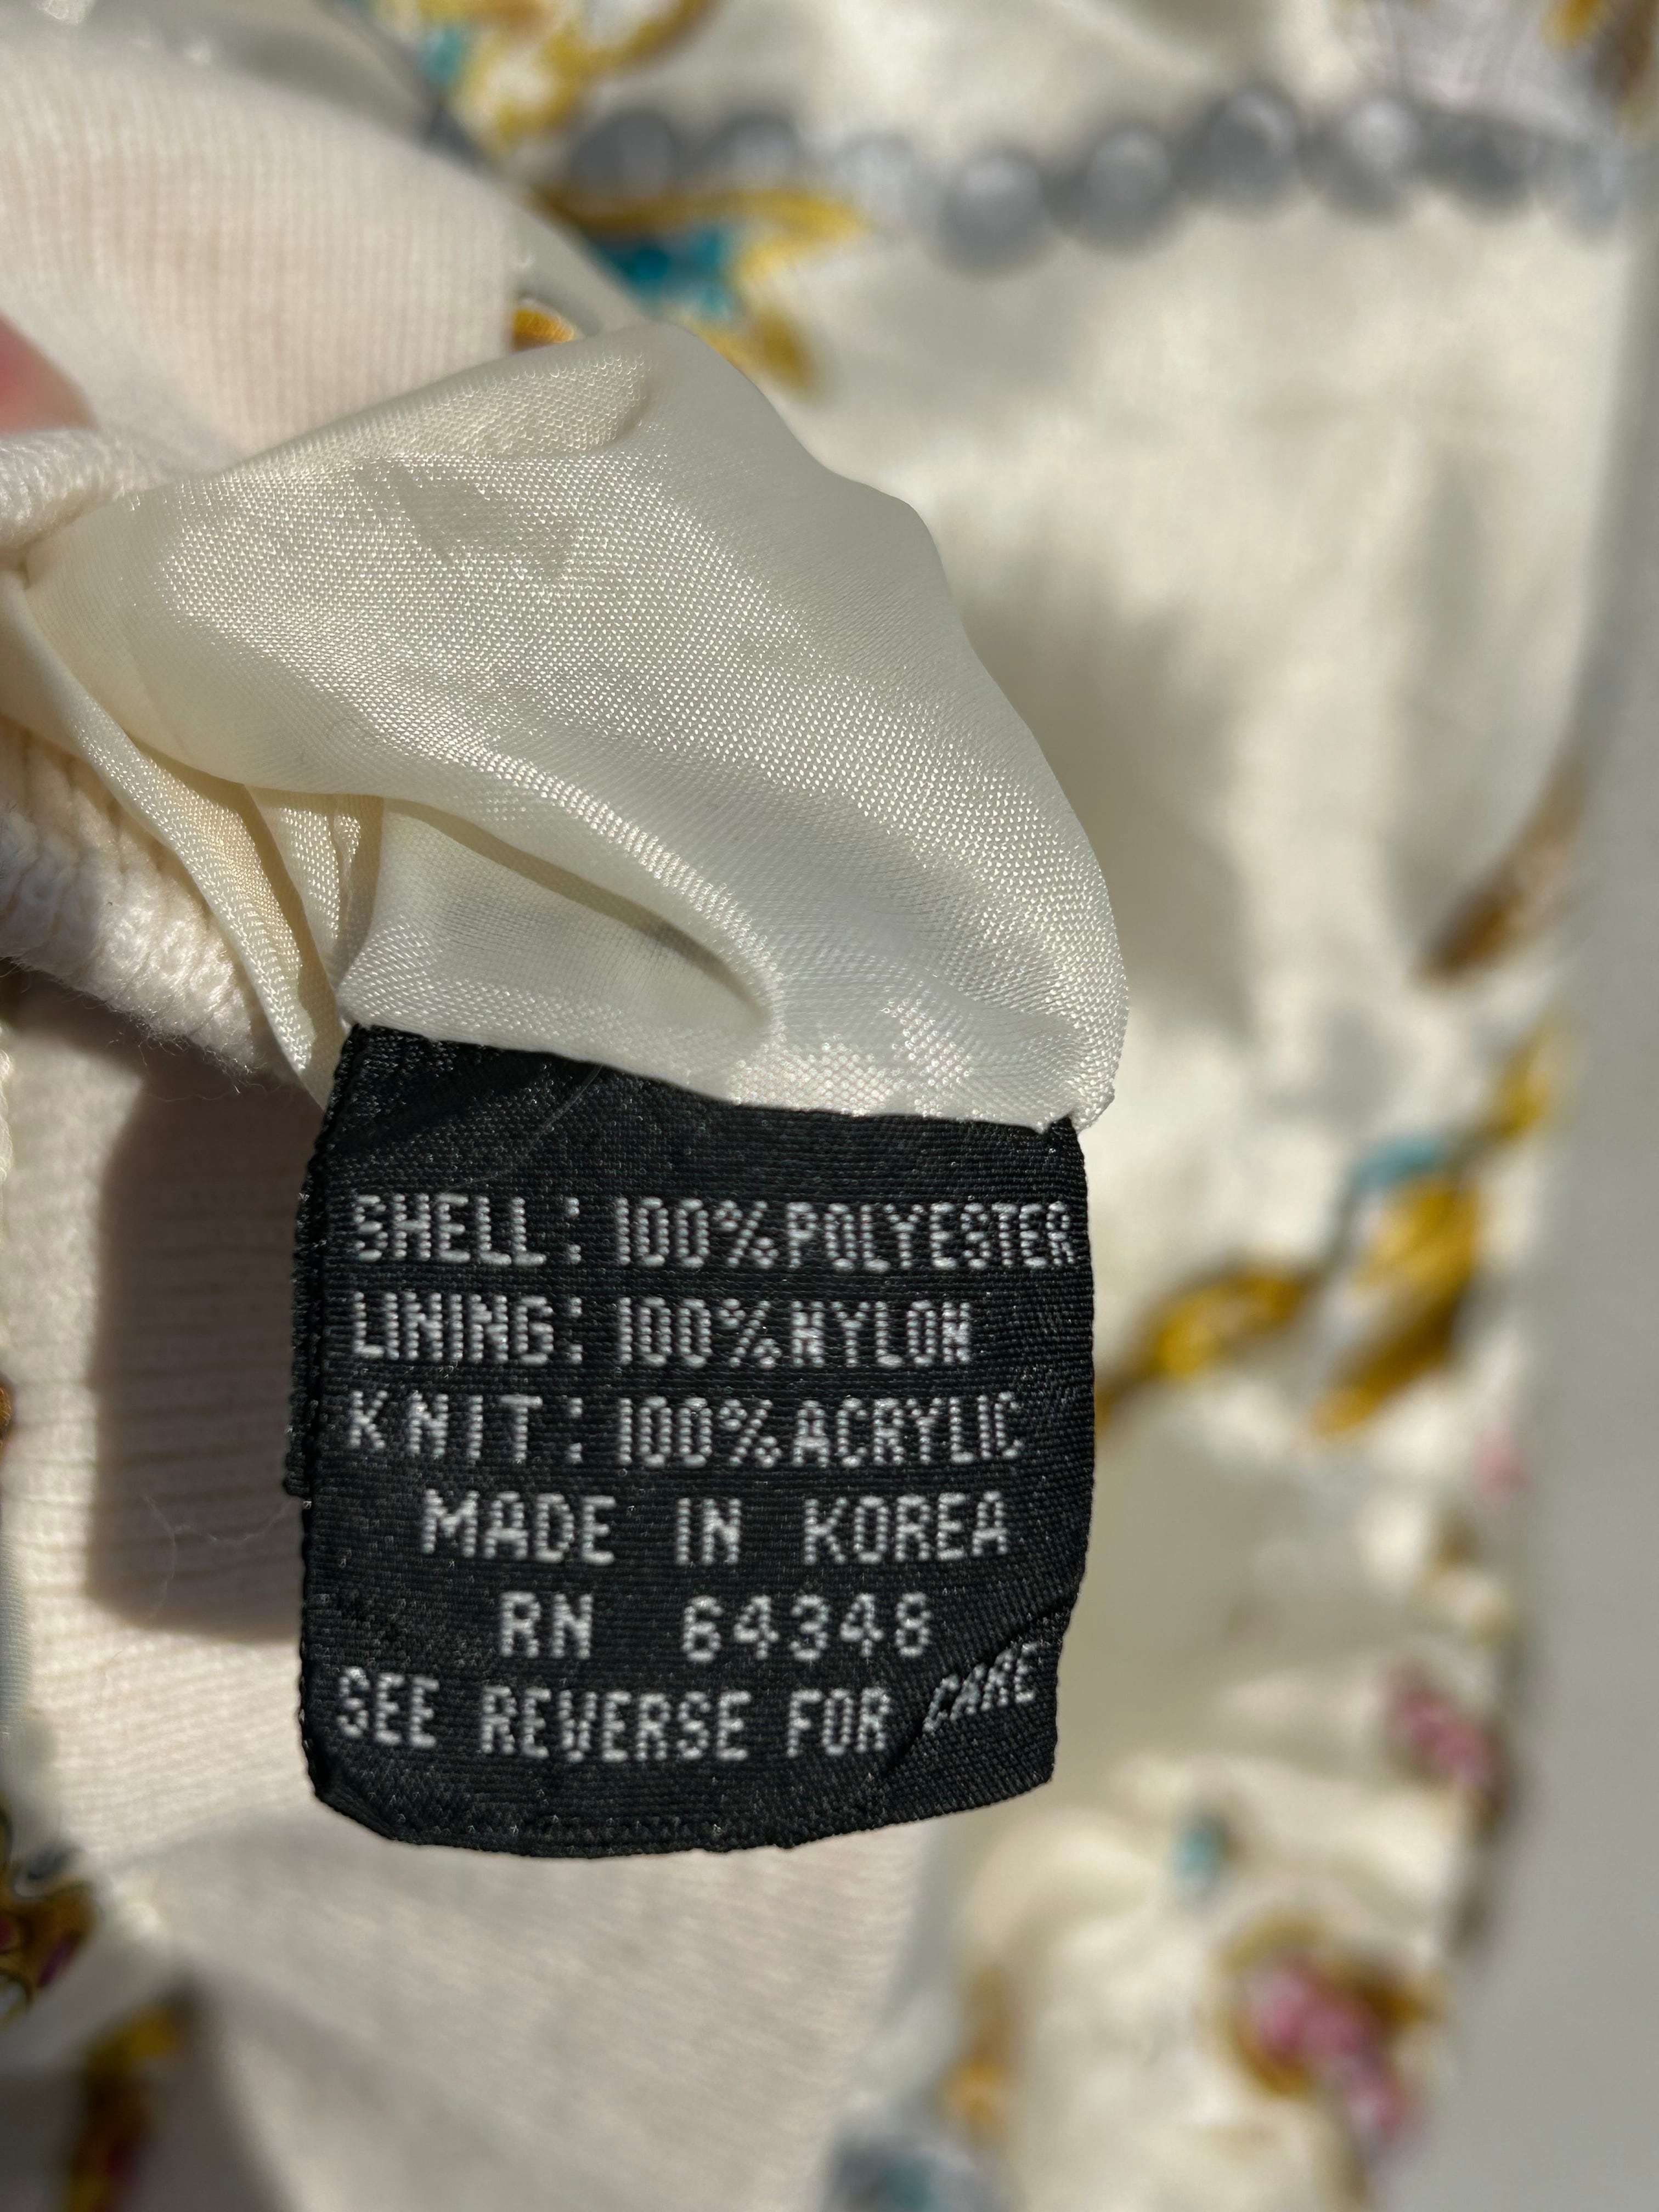 SHELL: 100% POLYESTER
LINING: 100% NYLON
KNIT: 100% ACRYLIC
MADE IN KOREA
RN 64348
SEE REVERSE FOR CARE